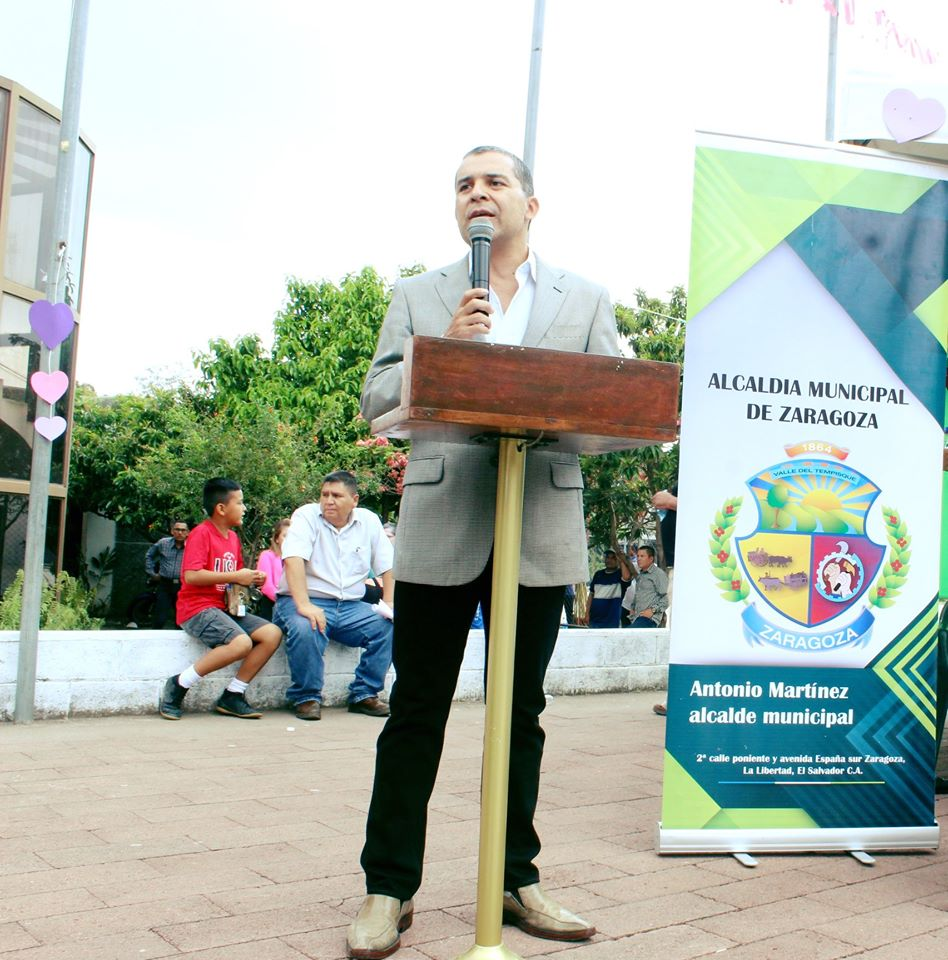 ALCALDIA MUNICIPAL
DE ZARAGOZA
1864
VALLE DEL TEMPISQUE
ZARAGOZA
Antonio Martínez
alcalde municipal
2ª calle poniente y avenida España sur Zaragoza,
La Libertad, El Salvador C.A.